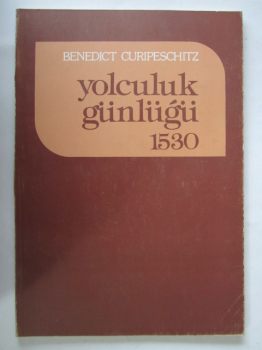 BENEDICT CURIPESCHITZ
yolculuk
günlüğü
1530